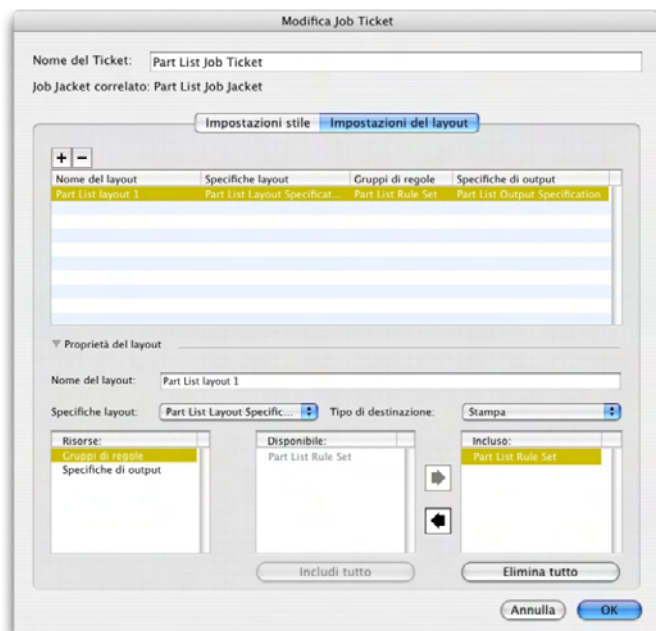 Modifica Job Ticket
Nome del Ticket: Part List Job Ticket
Job Jacket correlato: Part List Job Jacket
Impostazioni stile Impostazioni del layout
+ −
Nome del layout Specifiche layout Gruppi di regole Specifiche di output
Part List layout 1 Part List Layout Specificat... Part List Rule Set Part List Output Specification
Proprietà del layout
Nome del layout: Part List layout 1
Specifiche layout: Part List Layout Specific... Tipo di destinazione: Stampa
Risorse: Disponibile: Incluso:
Gruppi di regole Part List Rule Set Part List Rule Set
Specifiche di output
Includi tutto Elimina tutto
Annulla OK